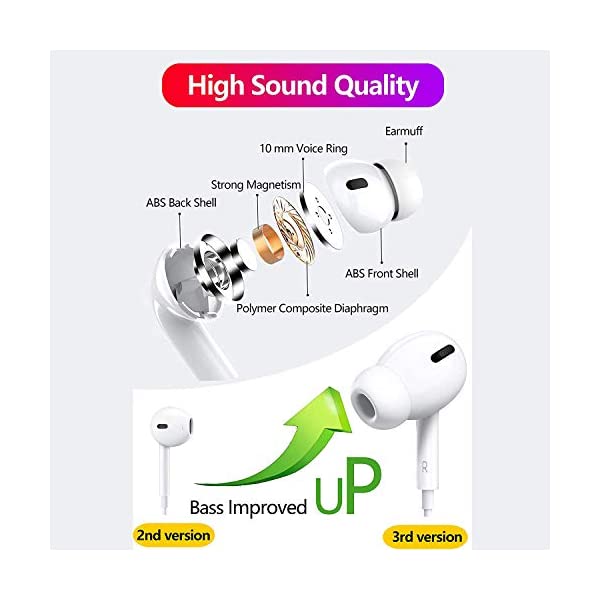 High Sound Quality
Earmuff
10 mm Voice Ring
Strong Magnetism
ABS Back Shell
ABS Front Shell
Polymer Composite Diaphragm
R
Bass Improved UP
2nd version
3rd version